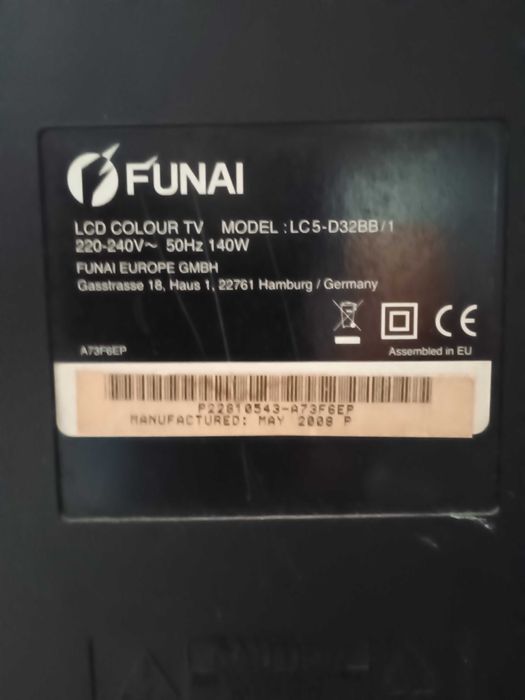 FUNAI
LCD COLOUR TV MODEL : LC5-D32BB/1
220-240V~ 50Hz 140W
FUNAI EUROPE GMBH
Gasstrasse 18, Haus 1, 22761 Hamburg / Germany
CE
A73F6EP
Assembled in EU
P22810543-A73F6EP
MANUFACTURED: MAY 2008 P